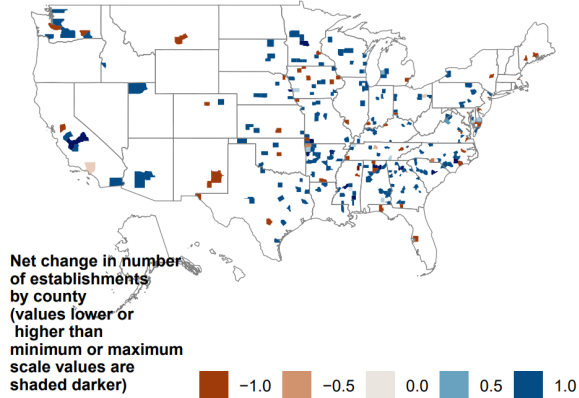 Net change in number
of establishments
by county
(values lower or
higher than
minimum or maximum
scale values are
shaded darker)
−1.0 −0.5 0.0 0.5 1.0